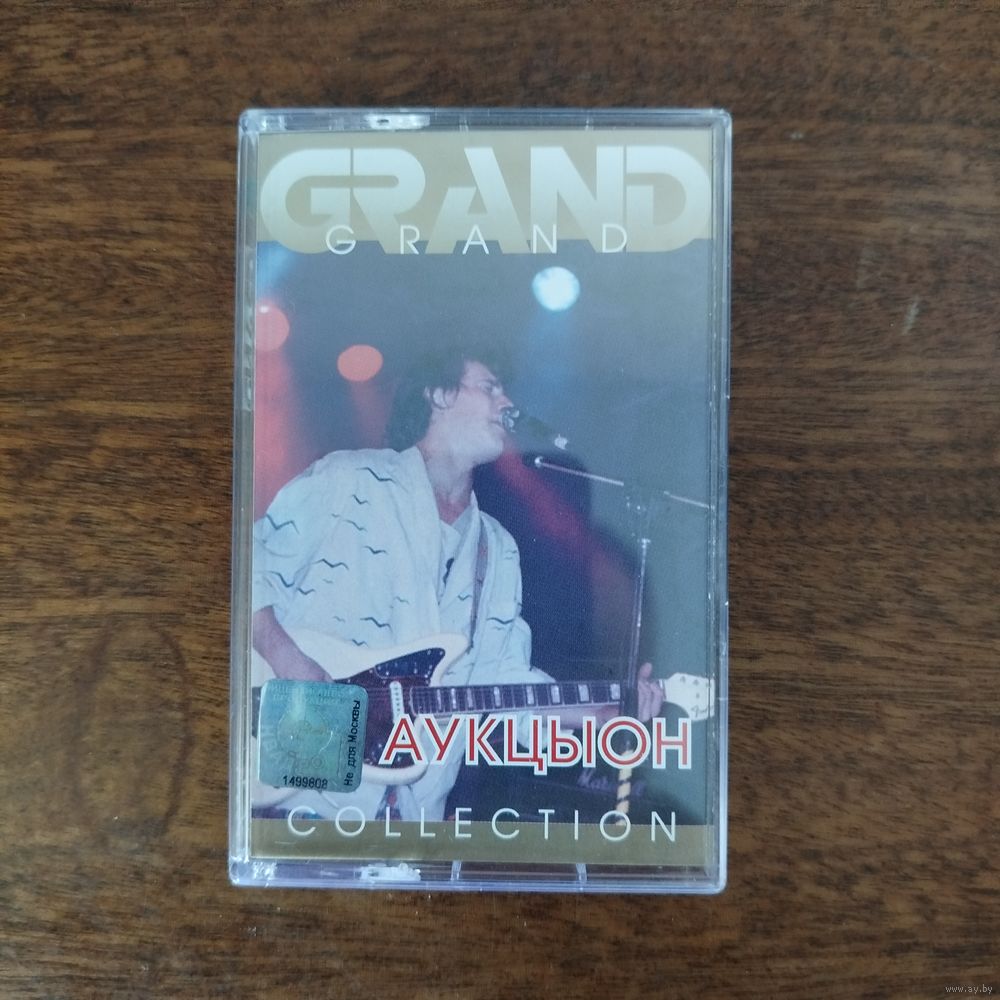 GRAND
GRAND
АУКЦЫОН
1499808
Не для Москвы
COLLECTION
www.ay.by